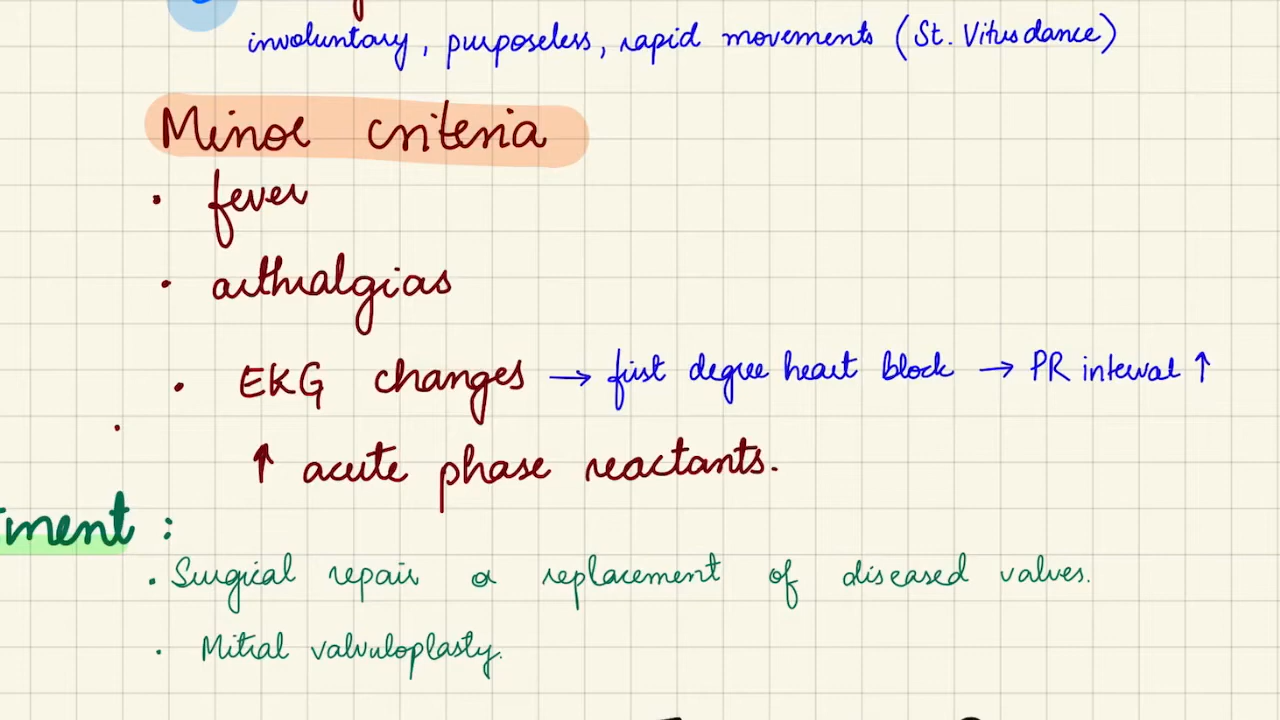 involuntary, purposeless, rapid movements (St. Vitus dance)
Minor criteria
• fever
• arthralgias
• EKG changes → first degree heart block → PR interval ↑
↑ acute phase reactants.
tment :
• Surgical repair or replacement of diseased valves.
• Mitral valvuloplasty.